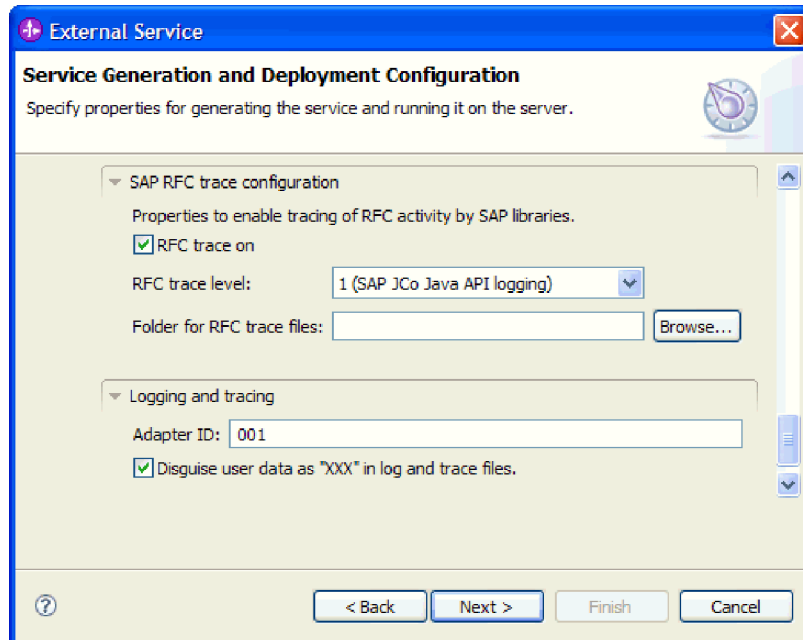 External Service
Service Generation and Deployment Configuration
Specify properties for generating the service and running it on the server.
SAP RFC trace configuration
Properties to enable tracing of RFC activity by SAP libraries.
RFC trace on
RFC trace level: 1 (SAP JCo Java API logging)
Folder for RFC trace files: Browse...
Logging and tracing
Adapter ID: 001
Disguise user data as "XXX" in log and trace files.
? < Back Next > Finish Cancel